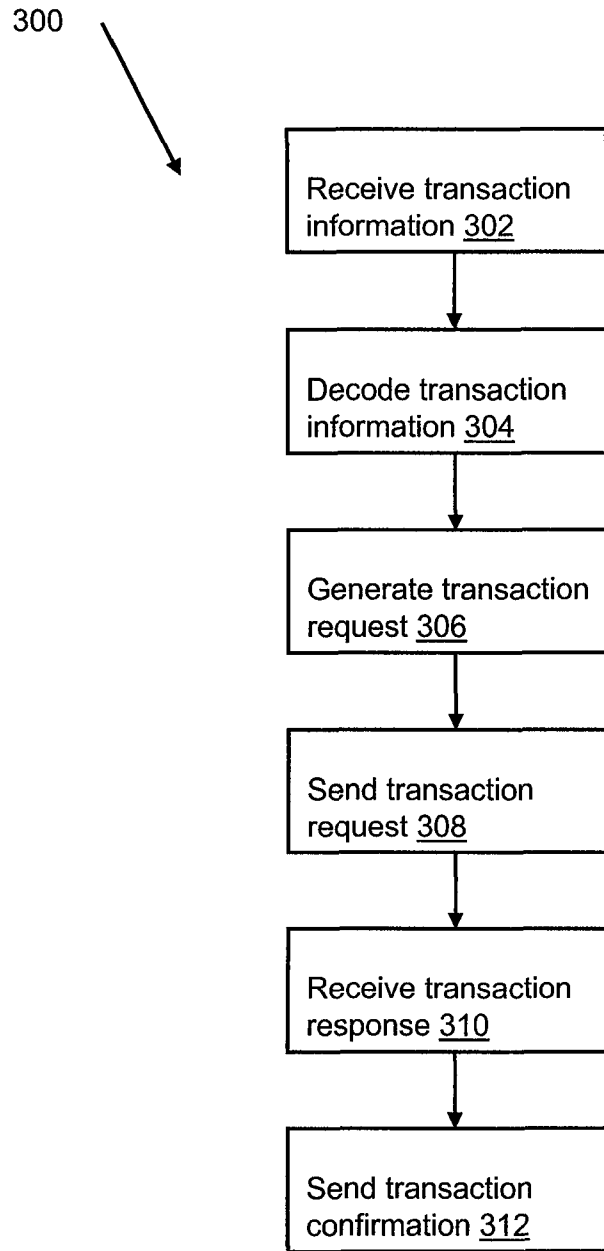 300
Receive transaction
information 302
Decode transaction
information 304
Generate transaction
request 306
Send transaction
request 308
Receive transaction
response 310
Send transaction
confirmation 312